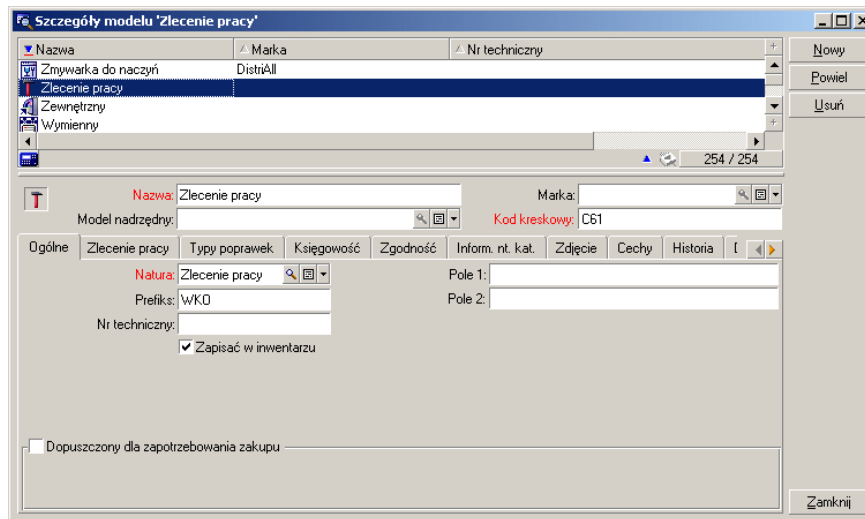 Szczegóły modelu 'Zlecenie pracy'
Nazwa Marka Nr techniczny
Zmywarka do naczyń DistriAll
Zlecenie pracy
Zewnętrzny
Wymienny
254 / 254
Nowy
Powiel
Usuń
Nazwa: Zlecenie pracy Marka:
Model nadrzędny: Kod kreskowy: C61
Ogólne Zlecenie pracy Typy poprawek Księgowość Zgodność Inform. nt. kat. Zdjęcie Cechy Historia
Natura: Zlecenie pracy Pole 1:
Prefiks: WKO Pole 2:
Nr techniczny:
Zapisać w inwentarzu
Dopuszczony dla zapotrzebowania zakupu
Zamknij